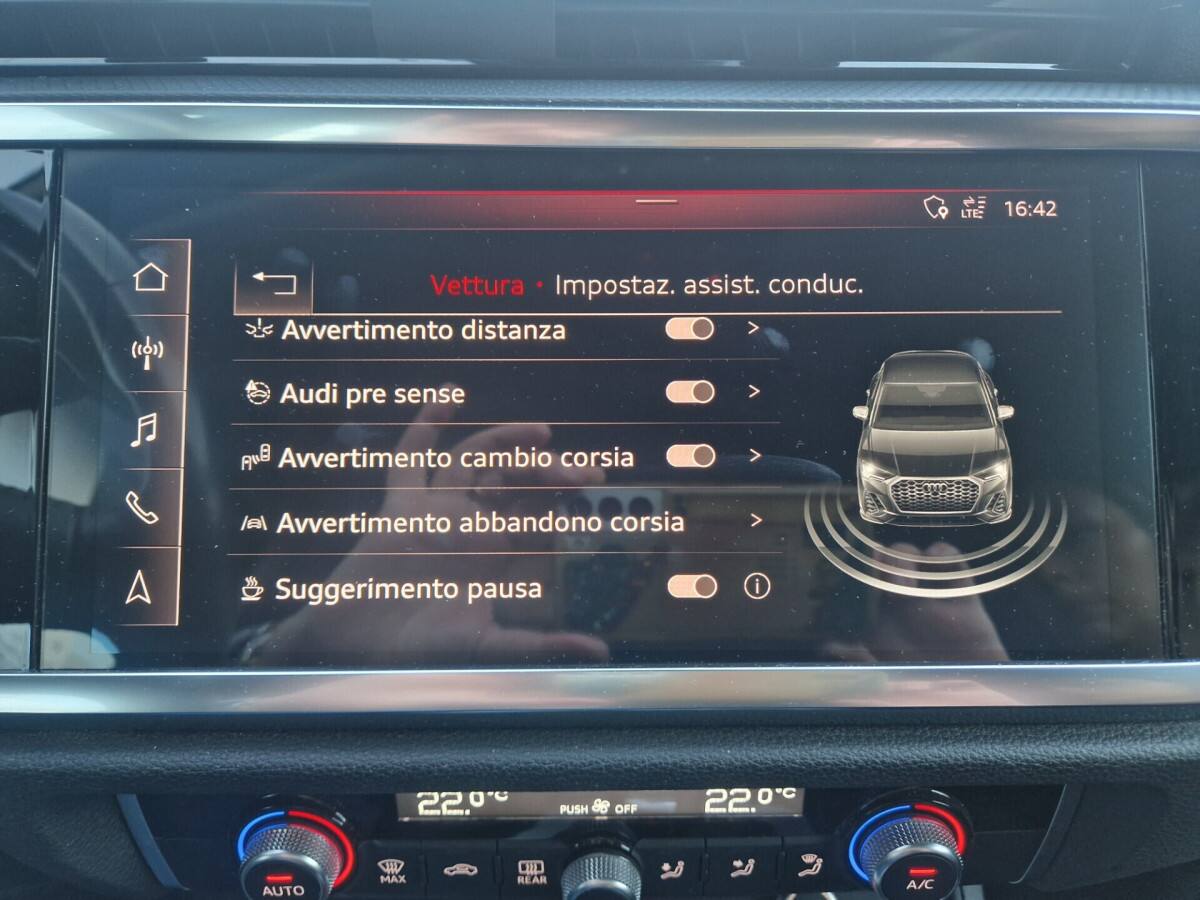 LTE 16:42
Vettura • Impostaz. assist. conduc.
Avvertimento distanza
Audi pre sense
Avvertimento cambio corsia
Avvertimento abbandono corsia
Suggerimento pausa
22.0°C PUSH OFF 22.0°C
AUTO MAX REAR A/C